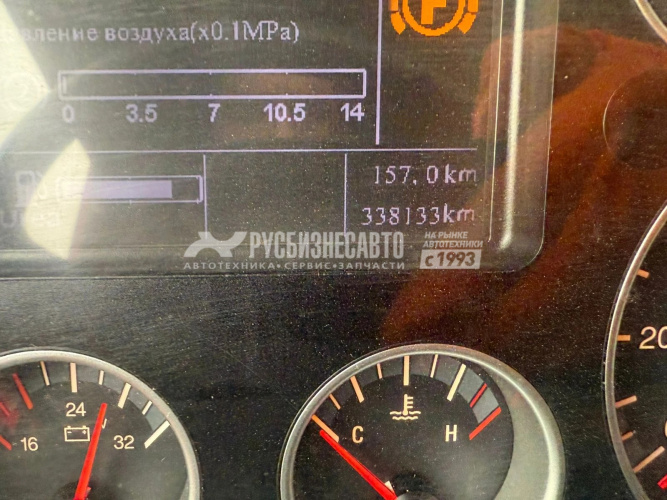 вление воздуха(x0.1MPa)
0 3.5 7 10.5 14
157,0km
338133km
РУСБИЗНЕСАВТО
АВТОТЕХНИКА • СЕРВИС • ЗАПЧАСТИ
НА РЫНКЕ
АВТОТЕХНИКИ
с 1993
16 24 32 V
C H
20